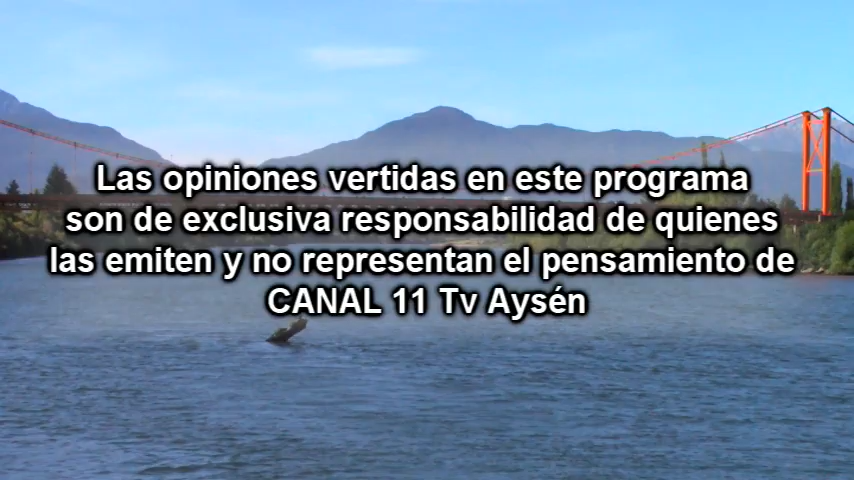 Las opiniones vertidas en este programa
son de exclusiva responsabilidad de quienes
las emiten y no representan el pensamiento de
CANAL 11 Tv Aysén